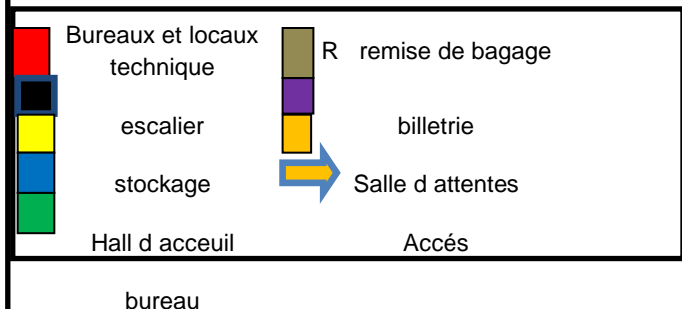 Bureaux et locaux
technique
escalier
stockage
Hall d acceuil
bureau
R remise de bagage
billetrie
Salle d attentes
Accés